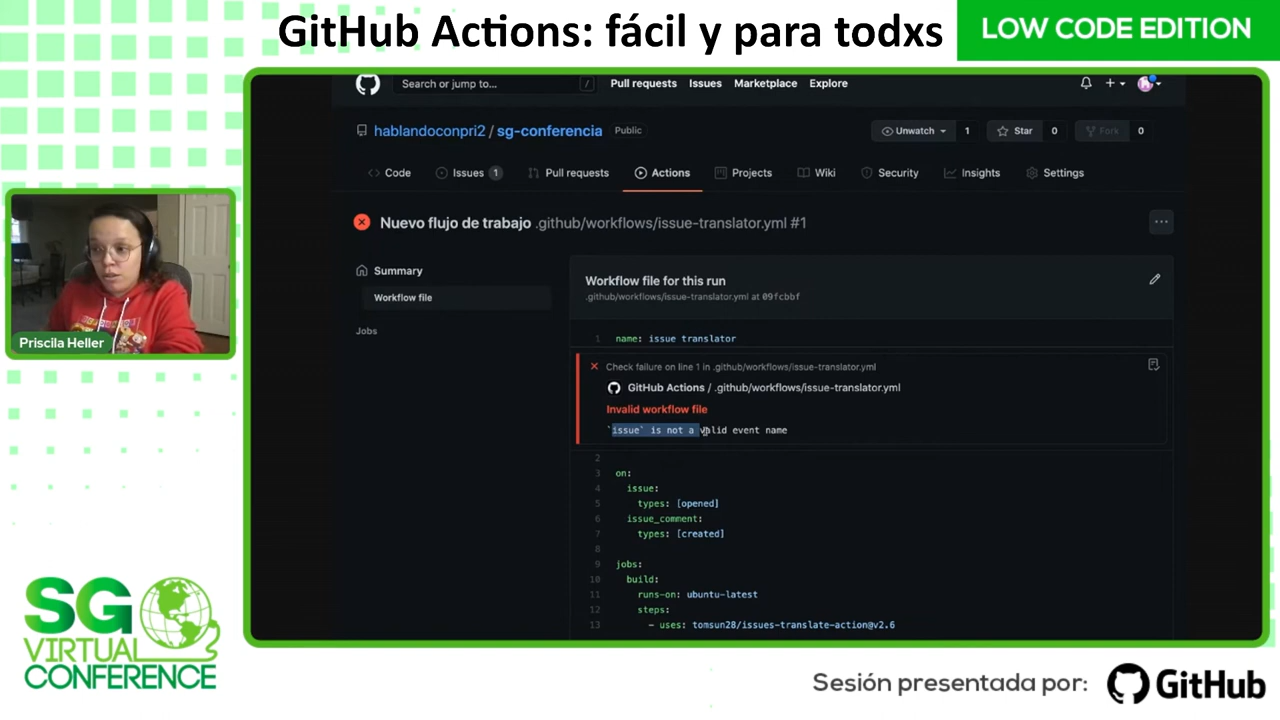 GitHub Actions: fácil y para todxs
LOW CODE EDITION
Search or jump to... /
Pull requests Issues Marketplace Explore
hablandoconpri2 / sg-conferencia Public
Unwatch 1 Star 0 Fork 0
Code Issues 1 Pull requests Actions Projects Wiki Security Insights Settings
Nuevo flujo de trabajo .github/workflows/issue-translator.yml #1
Summary
Workflow file
Jobs
Workflow file for this run
.github/workflows/issue-translator.yml at 09fcbbf
1 name: issue translator
Check failure on line 1 in .github/workflows/issue-translator.yml
GitHub Actions / .github/workflows/issue-translator.yml
Invalid workflow file
`issue` is not a valid event name
2
3 on:
4 issue:
5 types: [opened]
6 issue_comment:
7 types: [created]
8
9 jobs:
10 build:
11 runs-on: ubuntu-latest
12 steps:
13 - uses: tomsun28/issues-translate-action@v2.6
Priscila Heller
SG
VIRTUAL
CONFERENCE
Sesión presentada por:
GitHub